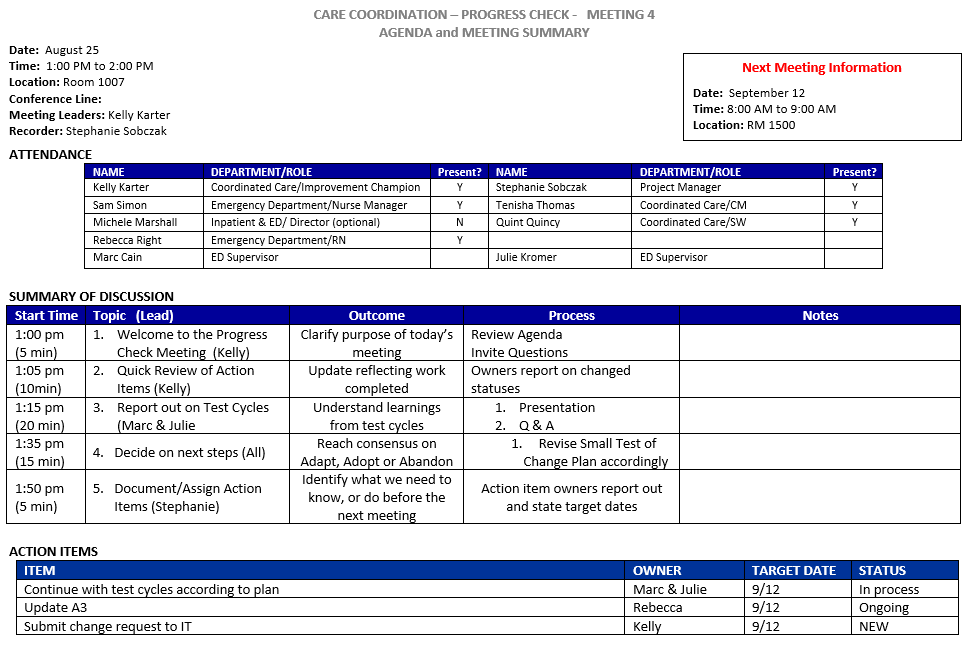 CARE COORDINATION – PROGRESS CHECK - MEETING 4
AGENDA and MEETING SUMMARY
Date: August 25
Time: 1:00 PM to 2:00 PM
Location: Room 1007
Conference Line:
Meeting Leaders: Kelly Karter
Recorder: Stephanie Sobczak
Next Meeting Information
Date: September 12
Time: 8:00 AM to 9:00 AM
Location: RM 1500
ATTENDANCE
NAME DEPARTMENT/ROLE Present? NAME DEPARTMENT/ROLE Present?
Kelly Karter Coordinated Care/Improvement Champion Y Stephanie Sobczak Project Manager Y
Sam Simon Emergency Department/Nurse Manager Y Tenisha Thomas Coordinated Care/CM Y
Michele Marshall Inpatient & ED/ Director (optional) N Quint Quincy Coordinated Care/SW Y
Rebecca Right Emergency Department/RN Y
Marc Cain ED Supervisor Julie Kromer ED Supervisor
SUMMARY OF DISCUSSION
Start Time Topic (Lead) Outcome Process Notes
1:00 pm 1. Welcome to the Progress Clarify purpose of today’s Review Agenda
(5 min) Check Meeting (Kelly) meeting Invite Questions
1:05 pm 2. Quick Review of Action Update reflecting work Owners report on changed
(10min) Items (Kelly) completed statuses
1:15 pm 3. Report out on Test Cycles Understand learnings 1. Presentation
(20 min) (Marc & Julie from test cycles 2. Q & A
1:35 pm 4. Decide on next steps (All) Reach consensus on 1. Revise Small Test of
(15 min) Adapt, Adopt or Abandon Change Plan accordingly
1:50 pm 5. Document/Assign Action Identify what we need to Action item owners report out
(5 min) Items (Stephanie) know, or do before the and state target dates
next meeting
ACTION ITEMS
ITEM OWNER TARGET DATE STATUS
Continue with test cycles according to plan Marc & Julie 9/12 In process
Update A3 Rebecca 9/12 Ongoing
Submit change request to IT Kelly 9/12 NEW